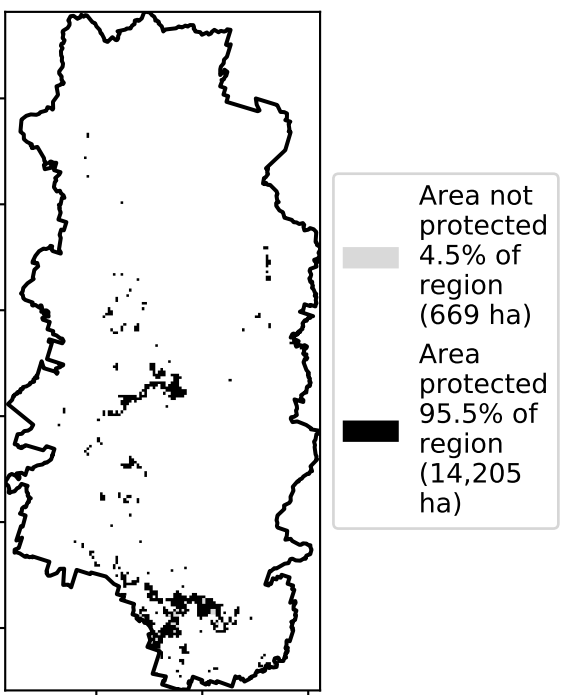 Area not
protected
4.5% of
region
(669 ha)
Area
protected
95.5% of
region
(14,205
ha)